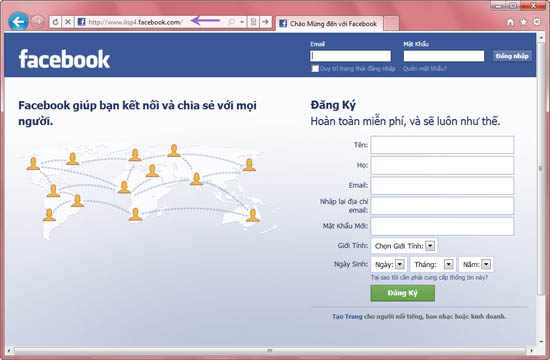 http://www.lisp4.facebook.com/
Chào Mừng đến với Facebook
facebook
Email
Mật Khẩu
Đăng nhập
Duy trì trạng thái đăng nhập
Quên mật khẩu?
Facebook giúp bạn kết nối và chia sẻ với mọi
người.
Đăng Ký
Hoàn toàn miễn phí, và sẽ luôn như thế.
Tên:
Họ:
Email:
Nhập lại địa chỉ
email:
Mật Khẩu Mới:
Giới Tính: Chọn Giới Tính:
Ngày Sinh: Ngày: Tháng: Năm:
Tại sao tôi cần phải cung cấp thông tin này?
Đăng Ký
Tạo Trang cho người nổi tiếng, ban nhạc hoặc kinh doanh.